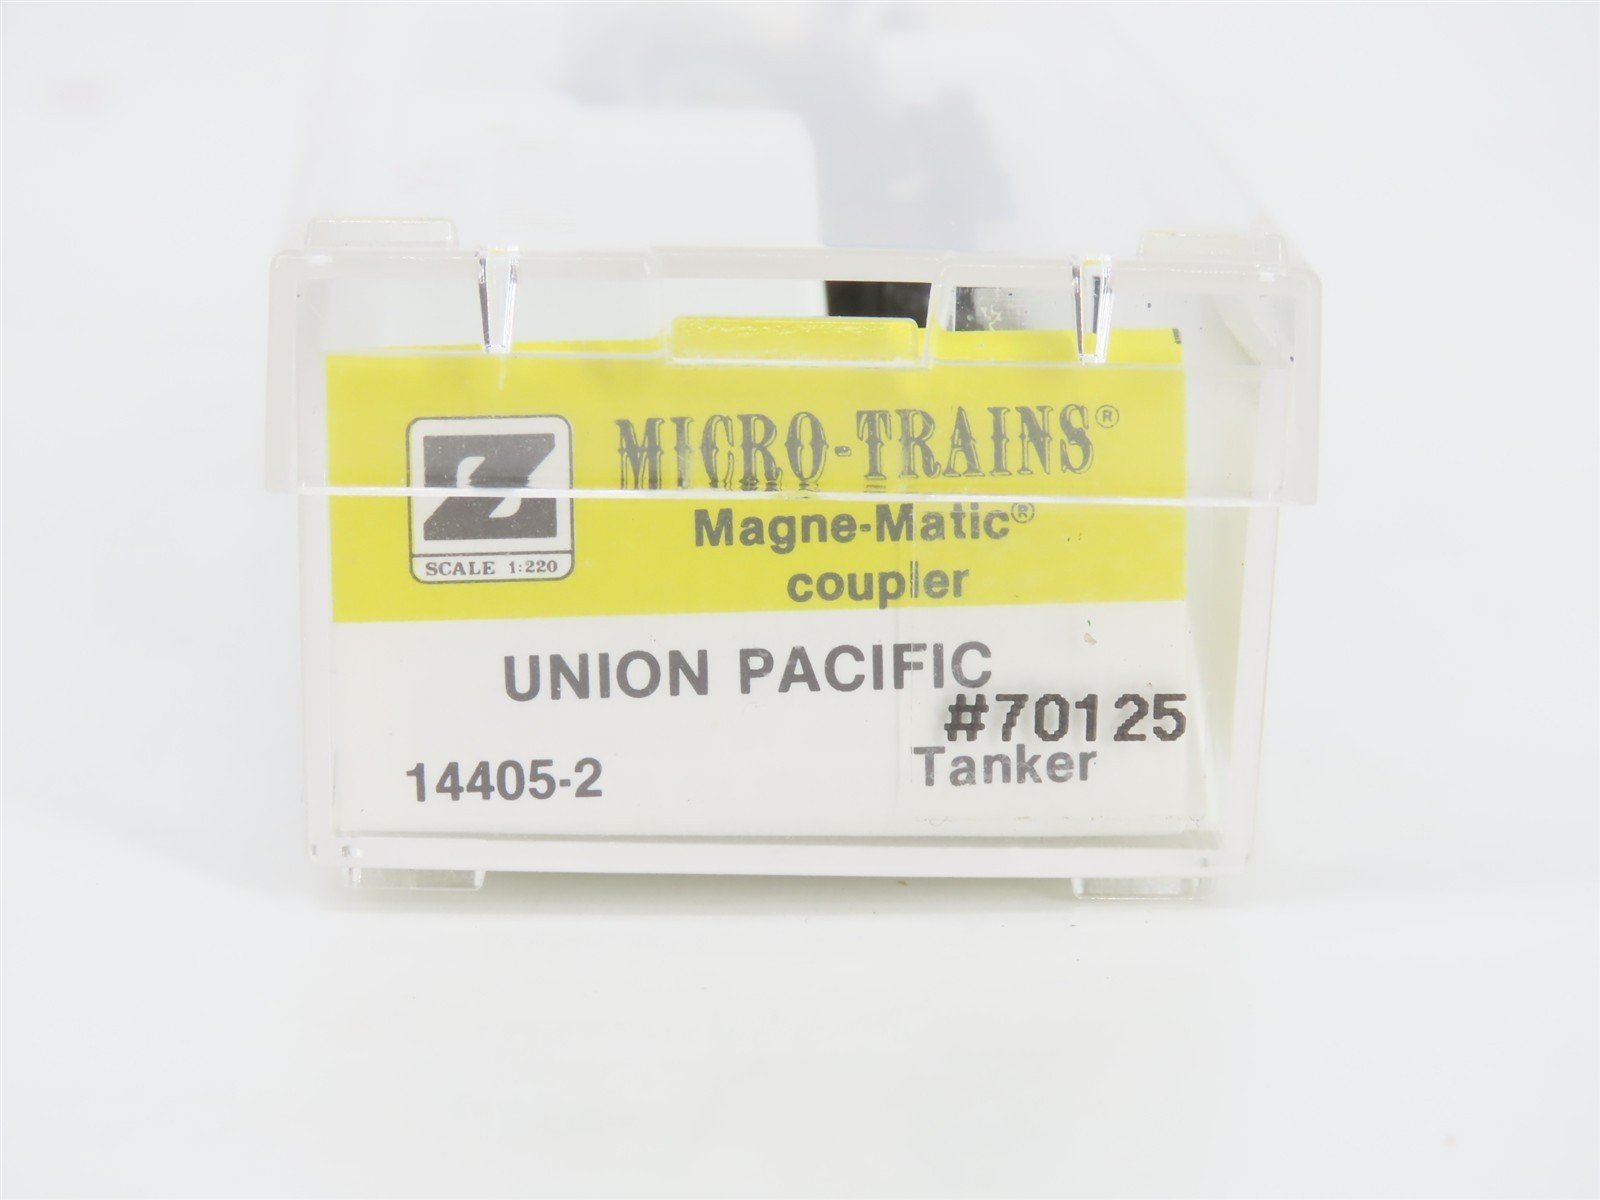 Z
SCALE 1:220
MICRO-TRAINS®
Magne-Matic®
coupler
UNION PACIFIC
#70125
14405-2
Tanker